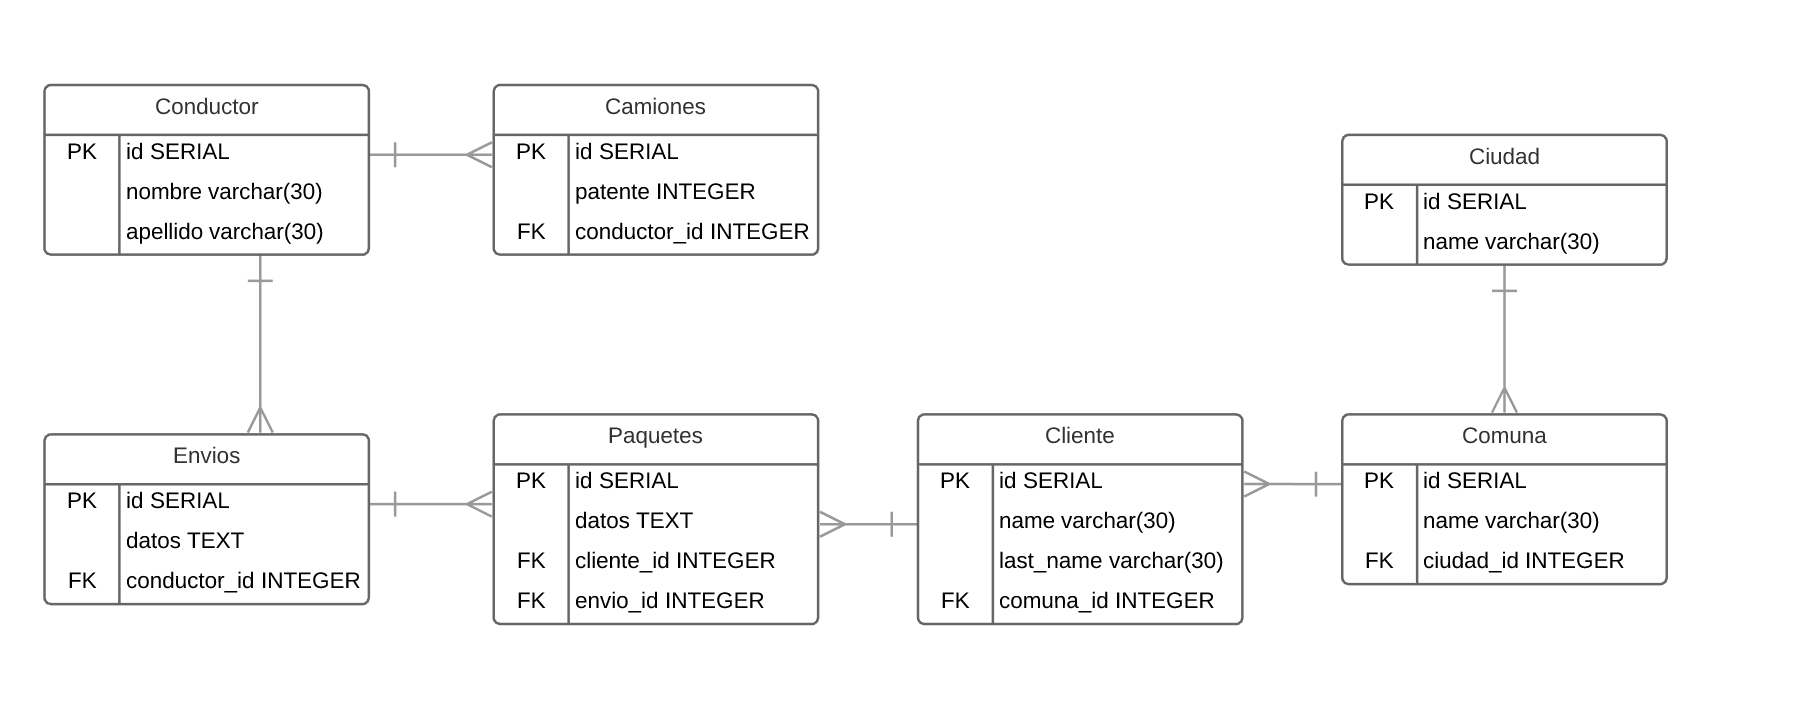 Conductor
PK id SERIAL
nombre varchar(30)
apellido varchar(30)
Camiones
PK id SERIAL
patente INTEGER
FK conductor_id INTEGER
Ciudad
PK id SERIAL
name varchar(30)
Envios
PK id SERIAL
datos TEXT
FK conductor_id INTEGER
Paquetes
PK id SERIAL
datos TEXT
FK cliente_id INTEGER
FK envio_id INTEGER
Cliente
PK id SERIAL
name varchar(30)
last_name varchar(30)
FK comuna_id INTEGER
Comuna
PK id SERIAL
name varchar(30)
FK ciudad_id INTEGER